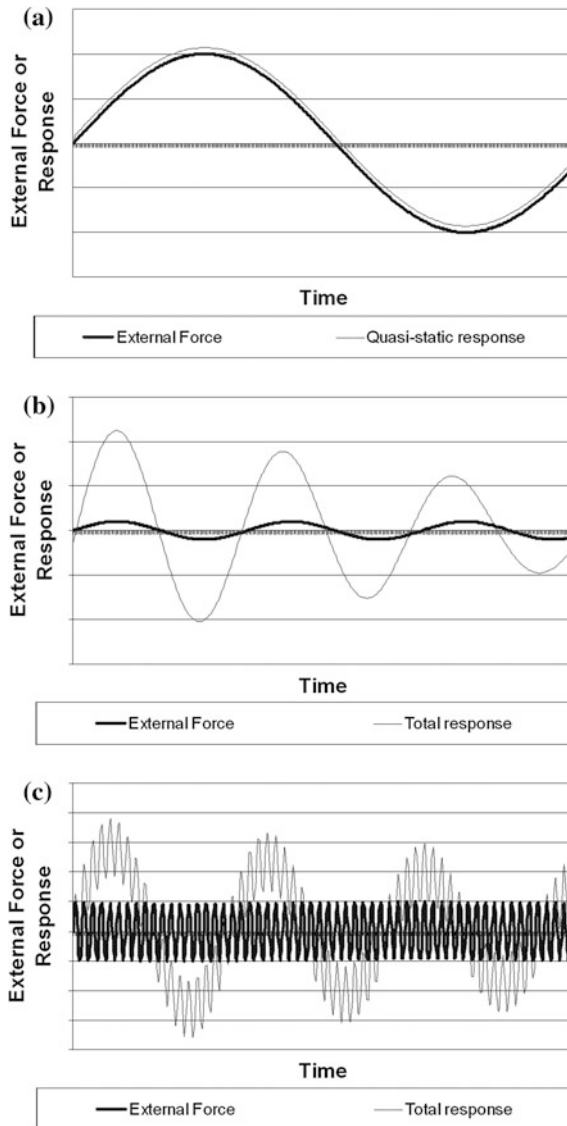 (a)
External Force or
Response
Time
External Force
Quasi-static response
(b)
External Force or
Response
Time
External Force
Total response
(c)
External Force or
Response
Time
External Force
Total response